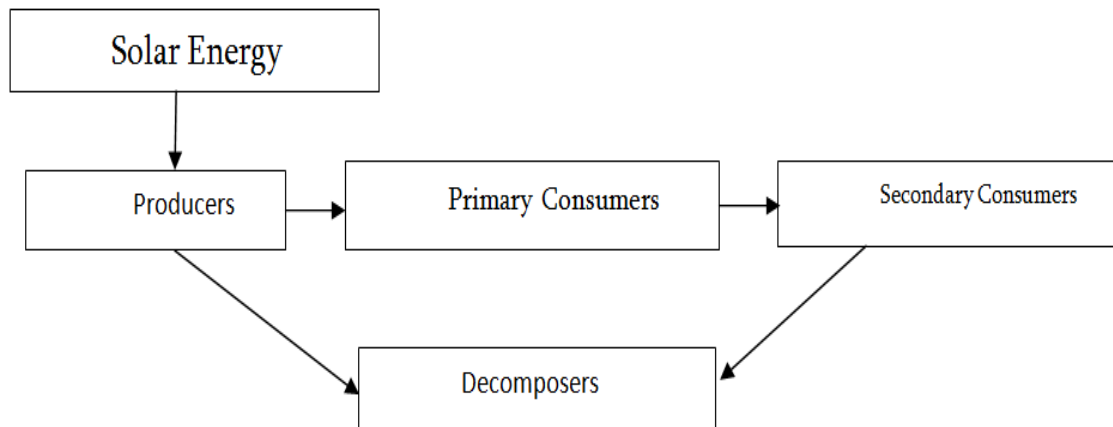 Solar Energy
Producers
Primary Consumers
Secondary Consumers
Decomposers